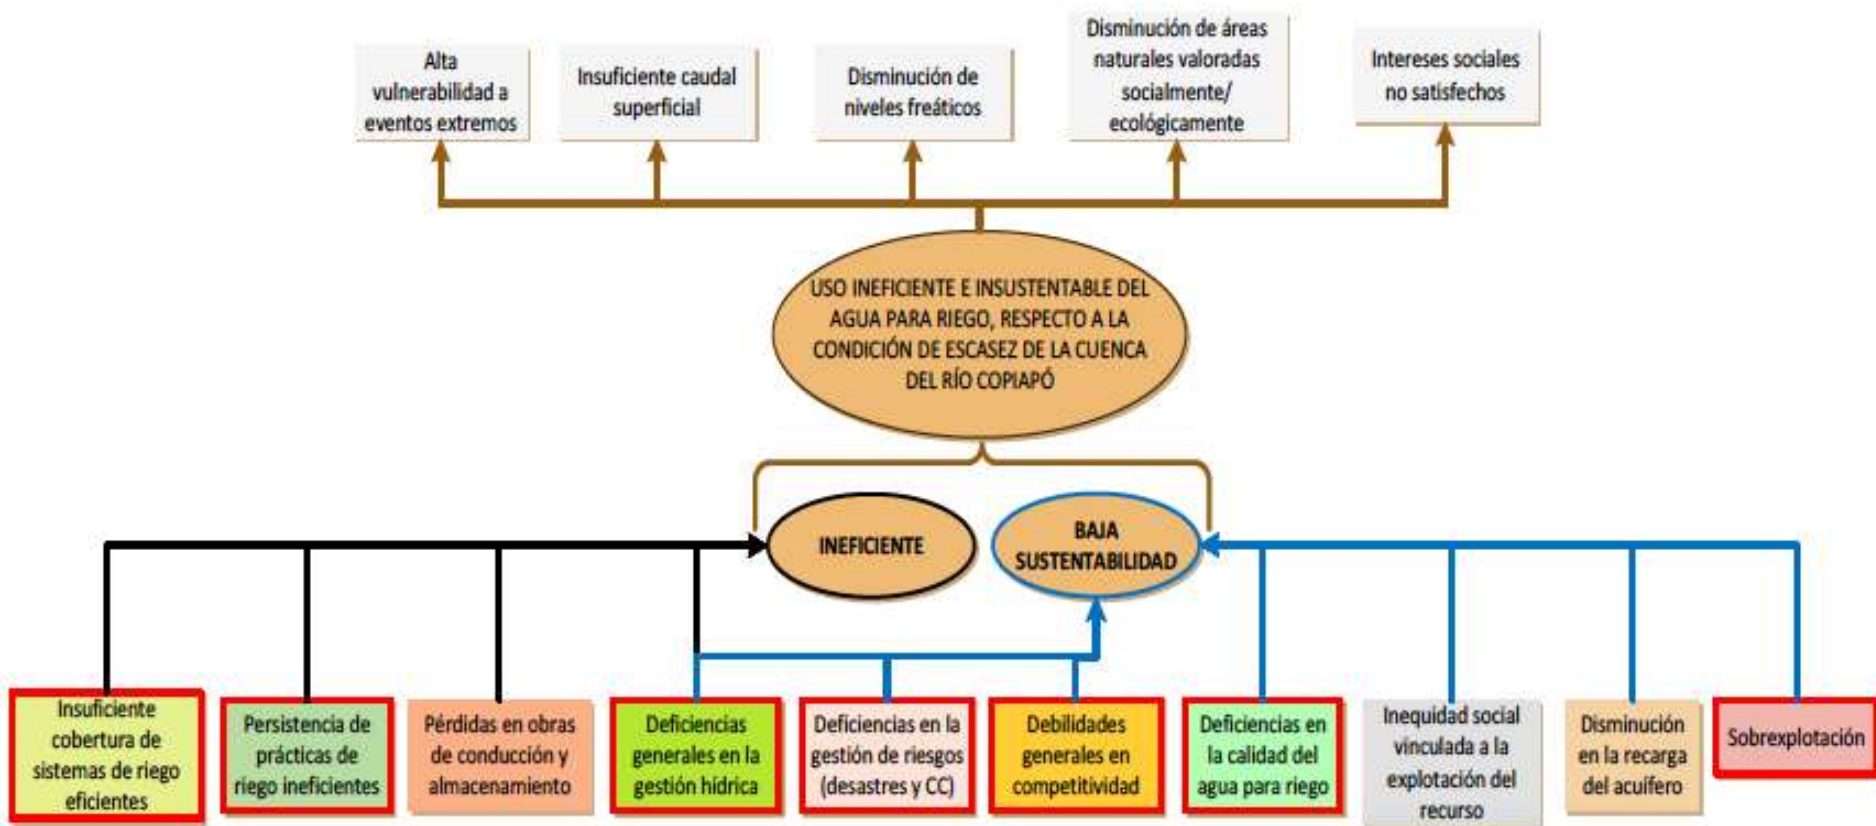 Alta
vulnerabilidad a
eventos extremos
Insuficiente caudal
superficial
Disminución de
niveles freáticos
Disminución de áreas
naturales valoradas
socialmente/
ecológicamente
Intereses sociales
no satisfechos
USO INEFICIENTE E INSUSTENTABLE DEL
AGUA PARA RIEGO, RESPECTO A LA
CONDICIÓN DE ESCASEZ DE LA CUENCA
DEL RÍO COPIAPÓ
INEFICIENTE
BAJA
SUSTENTABILIDAD
Insuficiente
cobertura de
sistemas de riego
eficientes
Persistencia de
prácticas de
riego ineficientes
Pérdidas en obras
de conducción y
almacenamiento
Deficiencias
generales en la
gestión hídrica
Deficiencias en la
gestión de riesgos
(desastres y CC)
Debilidades
generales en
competitividad
Deficiencias en
la calidad del
agua para riego
Inequidad social
vinculada a la
explotación del
recurso
Disminución
en la recarga
del acuífero
Sobrexplotación